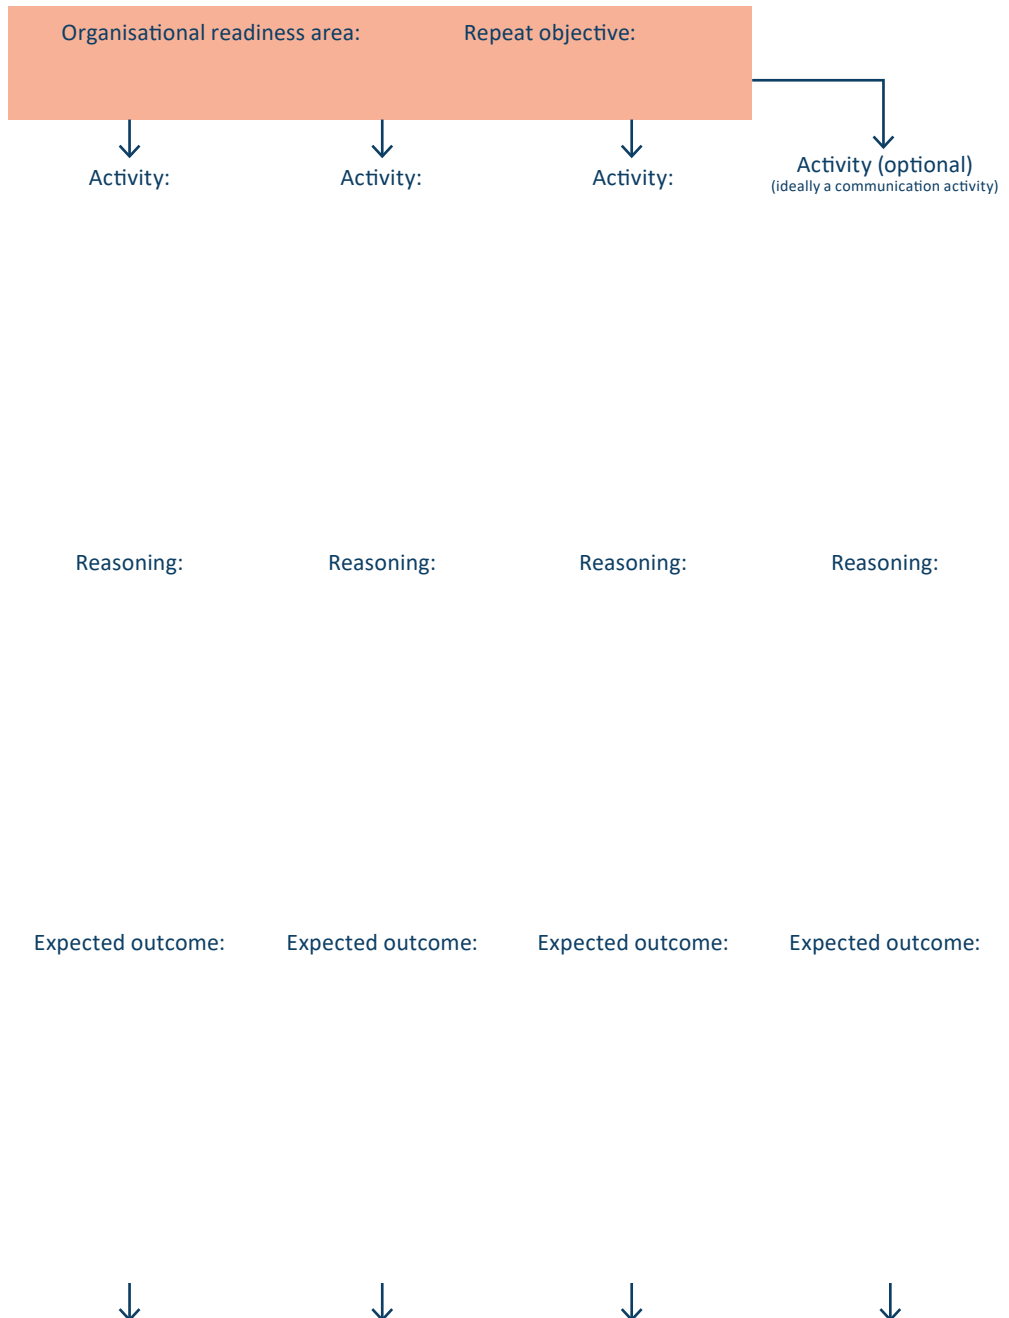 Organisational readiness area: Repeat objective:
Activity: Activity: Activity: Activity (optional)
(ideally a communication activity)
Reasoning: Reasoning: Reasoning: Reasoning:
Expected outcome: Expected outcome: Expected outcome: Expected outcome: